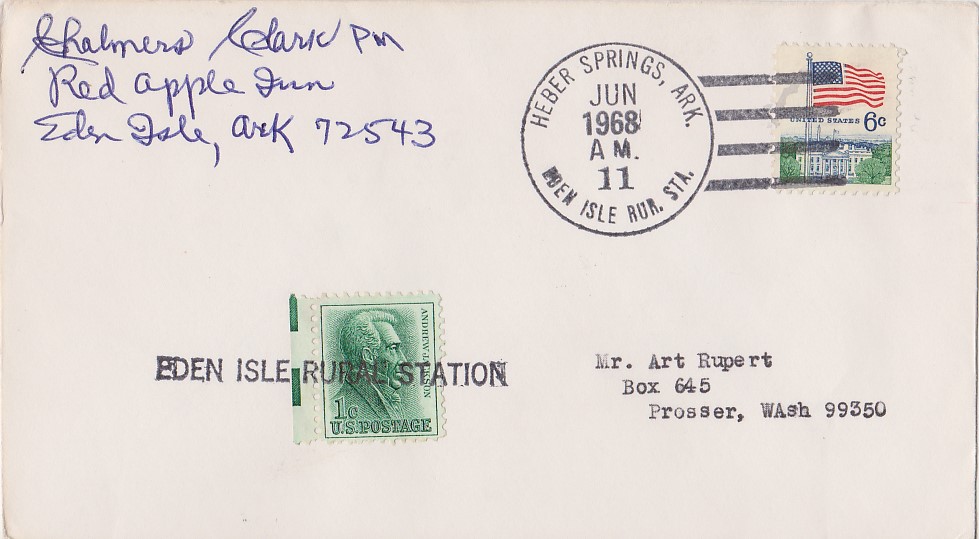 Chalmers Clark PM
Red Apple Inn
Eden Isle, Ark 72543
HEBER SPRINGS, ARK.
JUN
1968
A M.
11
EDEN ISLE RUR. STA.
UNITED STATES 6c
ANDREW JACKSON
1c
U.S. POSTAGE
EDEN ISLE RURAL STATION
Mr. Art Rupert
Box 645
Prosser, WAsh 99350